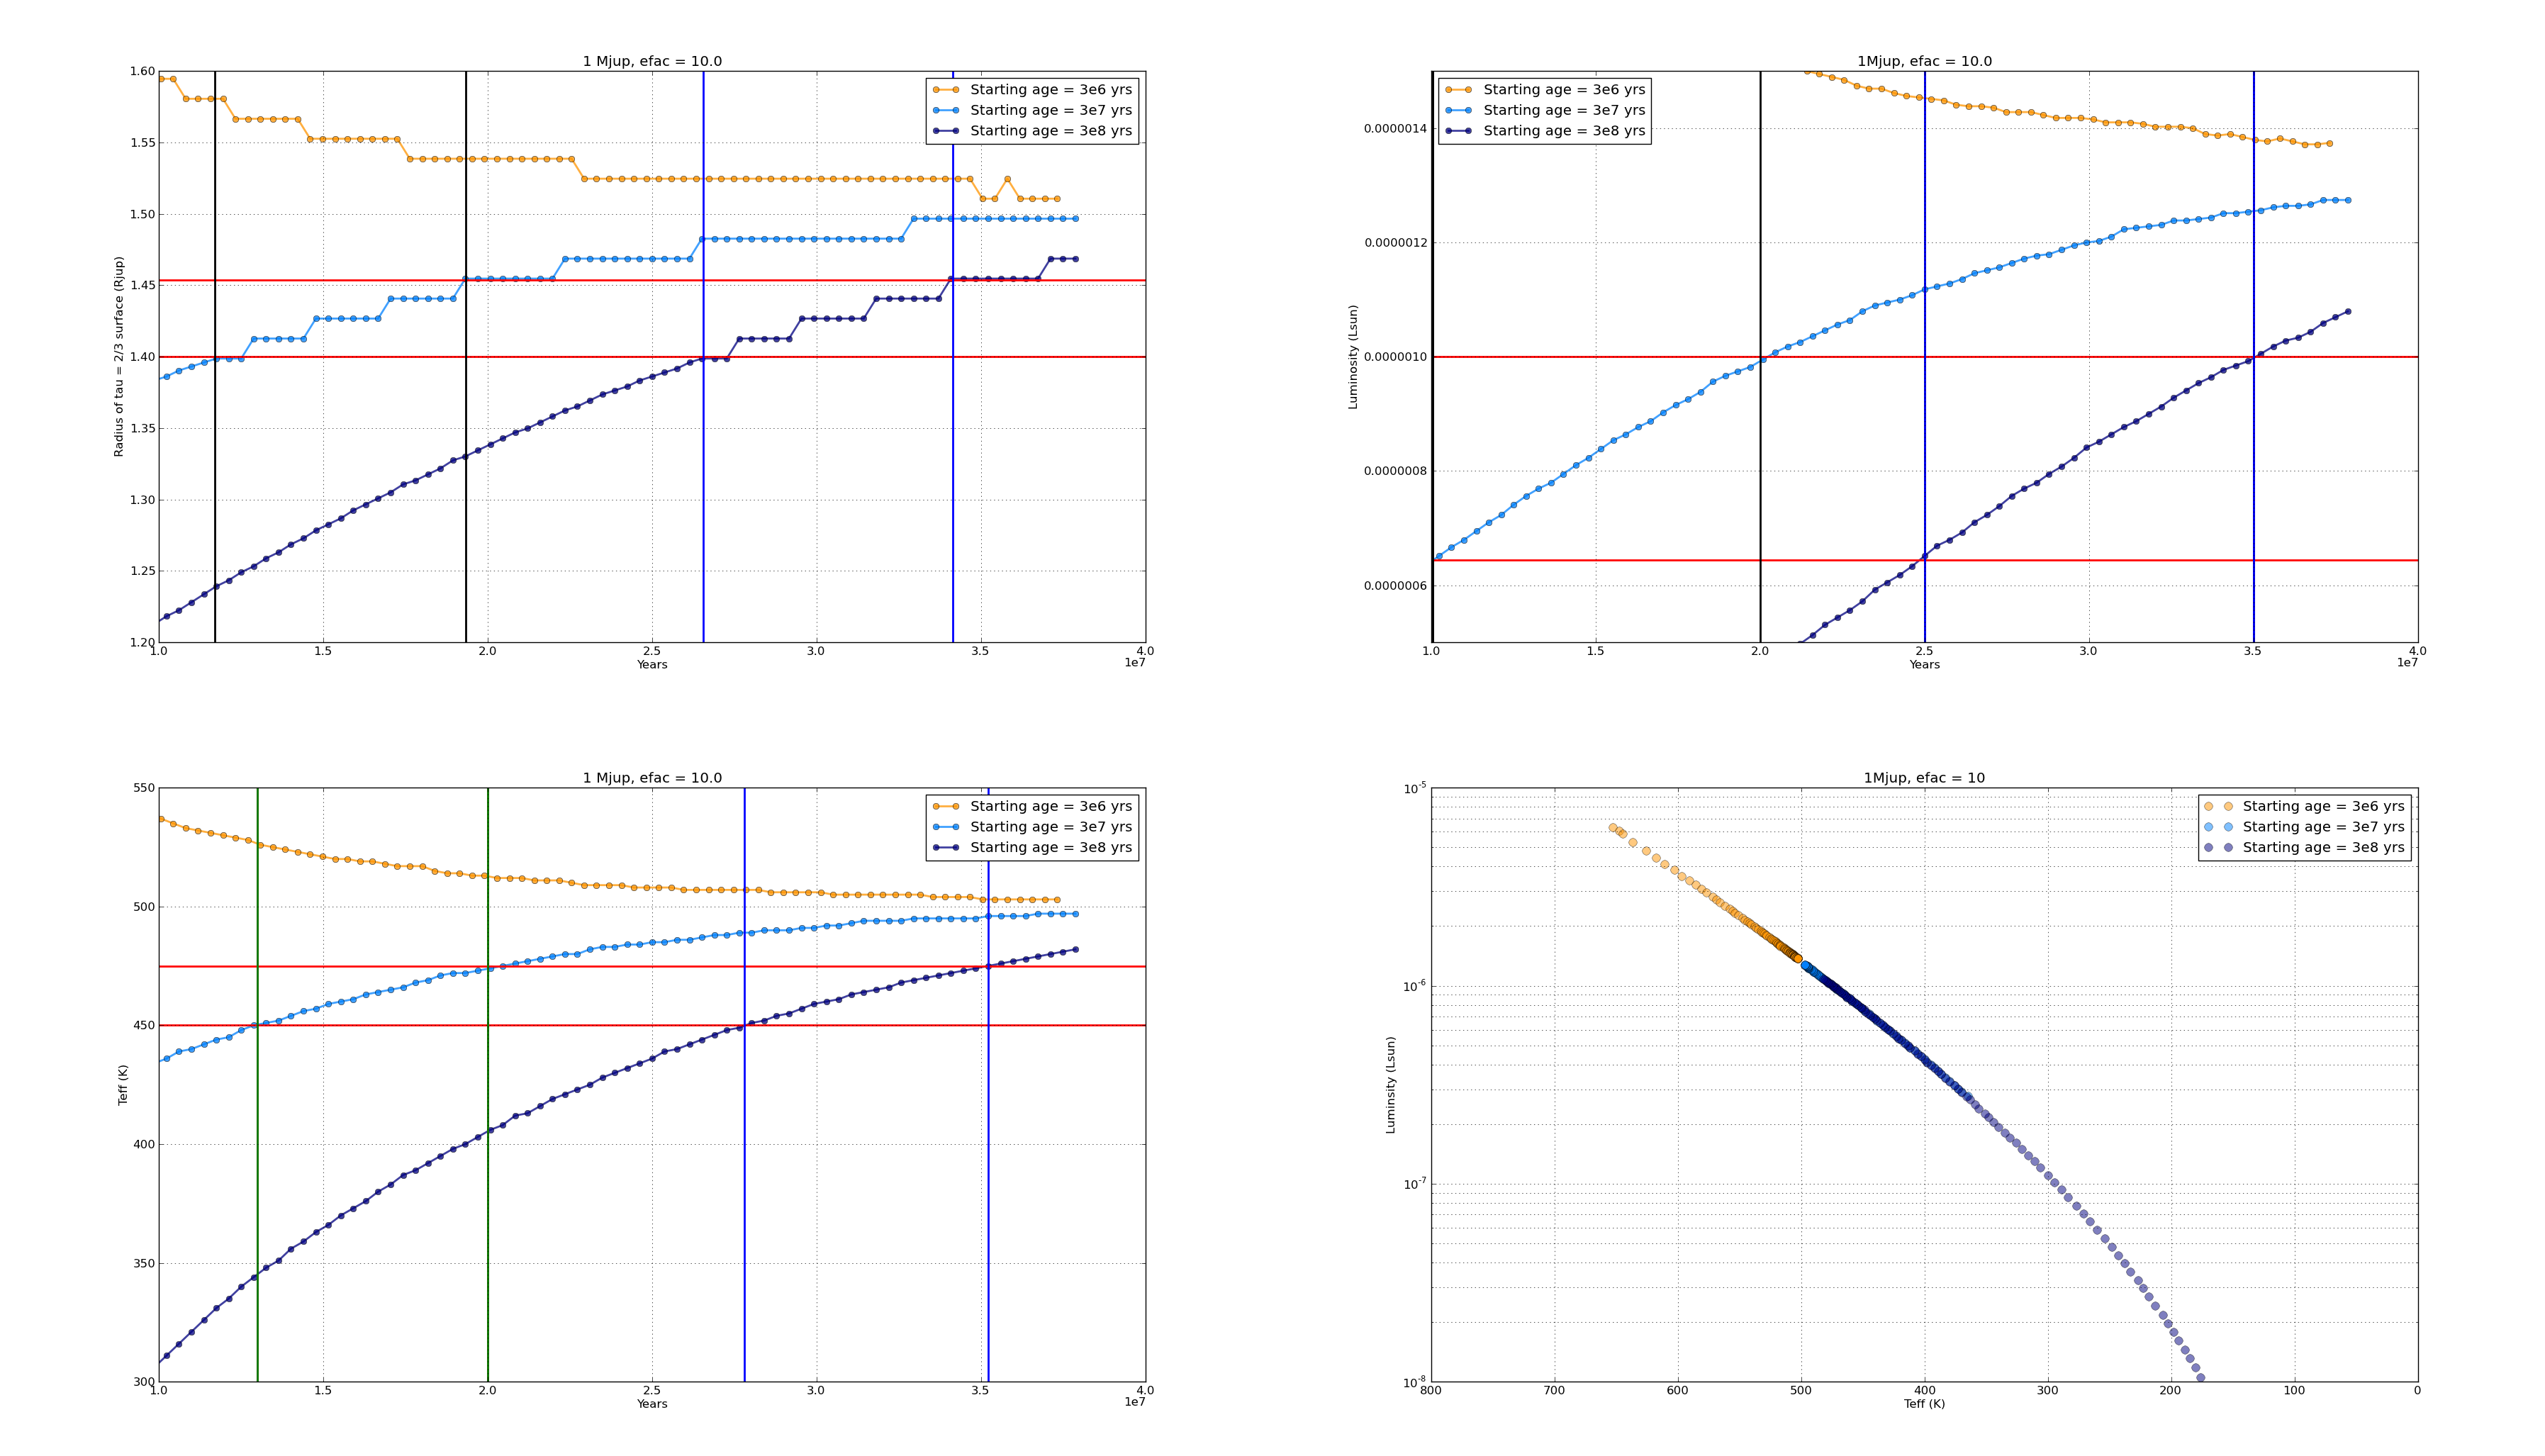 1 Mjup, efac = 10.0
Radius of tau = 2/3 surface (Rjup)
1.60
1.55
1.50
1.45
1.40
1.35
1.30
1.25
1.20
Starting age = 3e6 yrs
Starting age = 3e7 yrs
Starting age = 3e8 yrs
1.0 1.5 2.0 2.5 3.0 3.5 4.0
1e7
Years
1Mjup, efac = 10.0
Luminosity (Lsun)
0.0000014
0.0000012
0.0000010
0.0000008
0.0000006
Starting age = 3e6 yrs
Starting age = 3e7 yrs
Starting age = 3e8 yrs
1.0 1.5 2.0 2.5 3.0 3.5 4.0
1e7
Years
1 Mjup, efac = 10.0
Teff (K)
550
500
450
400
350
300
Starting age = 3e6 yrs
Starting age = 3e7 yrs
Starting age = 3e8 yrs
1.0 1.5 2.0 2.5 3.0 3.5 4.0
1e7
Years
1Mjup, efac = 10
Luminsity (Lsun)
10^-5
10^-6
10^-7
10^-8
Starting age = 3e6 yrs
Starting age = 3e7 yrs
Starting age = 3e8 yrs
800 700 600 500 400 300 200 100 0
Teff (K)